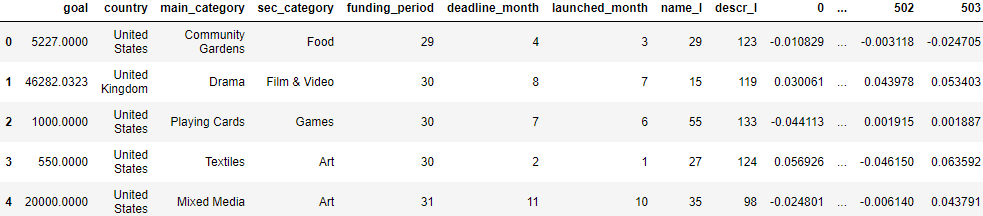 goal country main_category sec_category funding_period deadline_month launched_month name_l descr_l 0 ... 502 503
0 5227.0000 United States Community Gardens Food 29 4 3 29 123 -0.010829 ... -0.003118 -0.024705
1 46282.0323 United Kingdom Drama Film & Video 30 8 7 15 119 0.030061 ... 0.043978 0.053403
2 1000.0000 United States Playing Cards Games 30 7 6 55 133 -0.044113 ... 0.001915 0.001887
3 550.0000 United States Textiles Art 30 2 1 27 124 0.056926 ... -0.046150 0.063592
4 20000.0000 United States Mixed Media Art 31 11 10 35 98 -0.024801 ... -0.006140 0.043791